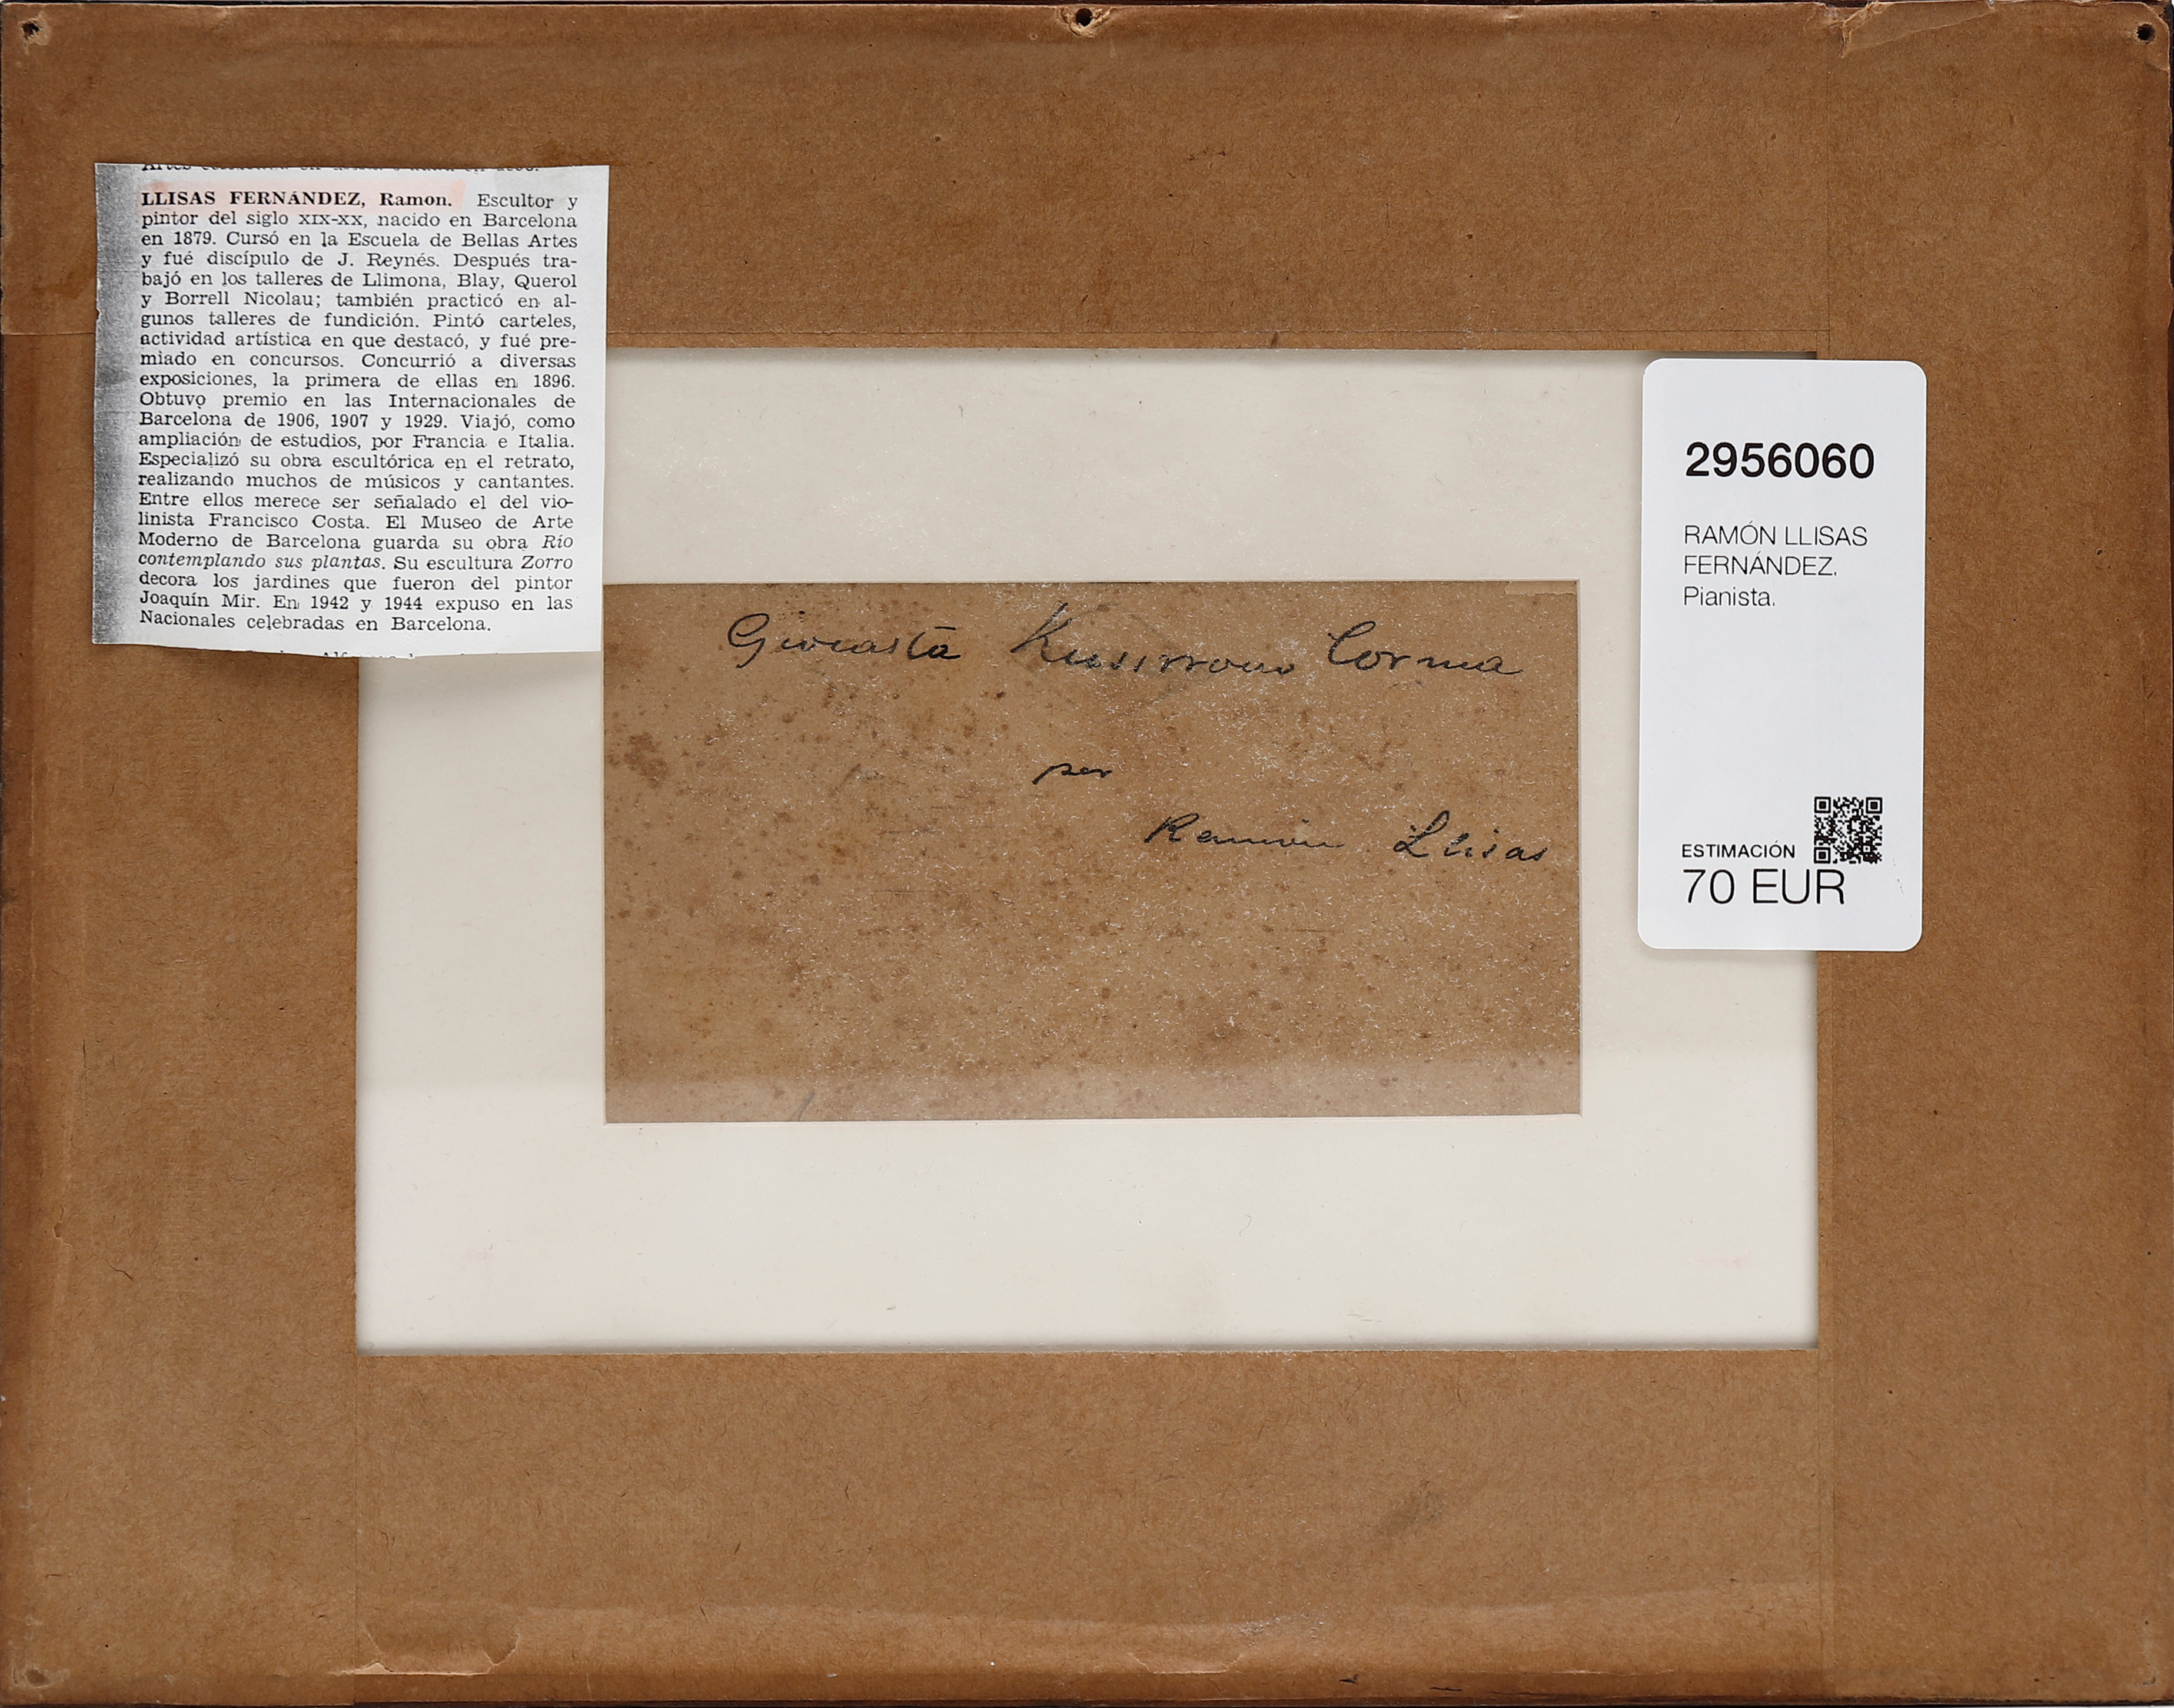 LLISAS FERNÁNDEZ, Ramon. Escultor y
pintor del siglo XIX-XX, nacido en Barcelona
en 1879. Cursó en la Escuela de Bellas Artes
y fué discípulo de J. Reynés. Después tra-
bajó en los talleres de Llimona, Blay, Querol
y Borrell Nicolau; también practicó en al-
gunos talleres de fundición. Pintó carteles,
actividad artística en que destacó, y fué pre-
miado en concursos. Concurrió a diversas
exposiciones, la primera de ellas en 1896.
Obtuvo premio en las Internacionales de
Barcelona de 1906, 1907 y 1929. Viajó, como
ampliación de estudios, por Francia e Italia.
Especializó su obra escultórica en el retrato,
realizando muchos de músicos y cantantes.
Entre ellos merece ser señalado el del vio-
linista Francisco Costa. El Museo de Arte
Moderno de Barcelona guarda su obra Río
contemplando sus plantas. Su escultura Zorro
decora los jardines que fueron del pintor
Joaquín Mir. En 1942 y 1944 expuso en las
Nacionales celebradas en Barcelona.
Corma
per
Ramón Llisas
2956060
RAMÓN LLISAS
FERNÁNDEZ.
Pianista.
ESTIMACIÓN
70 EUR